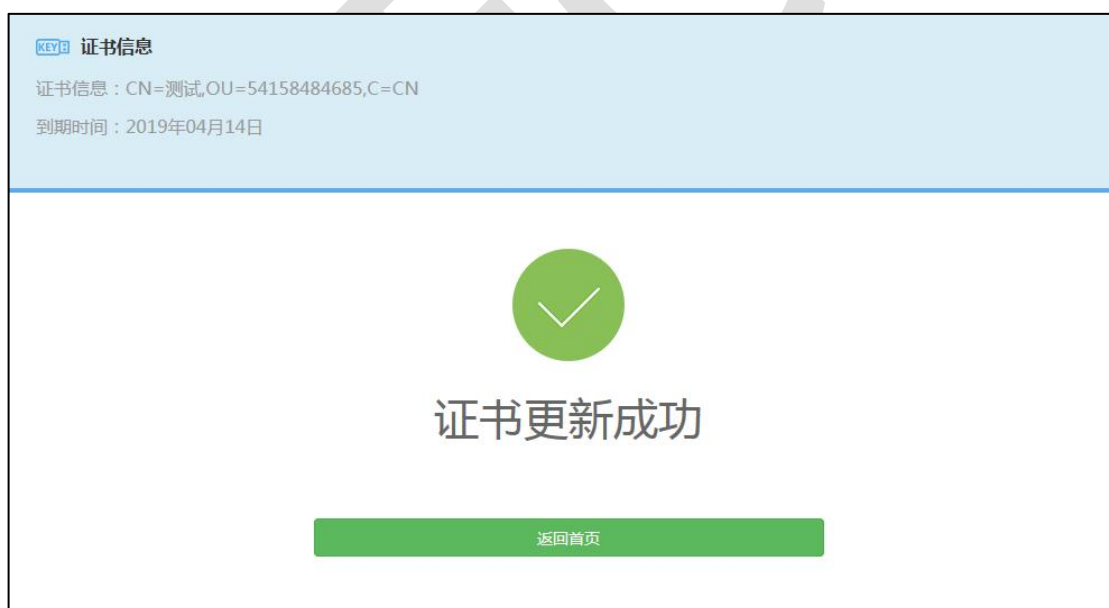 KEY 证书信息
证书信息：CN=测试,OU=54158484685,C=CN
到期时间：2019年04月14日
证书更新成功
返回首页